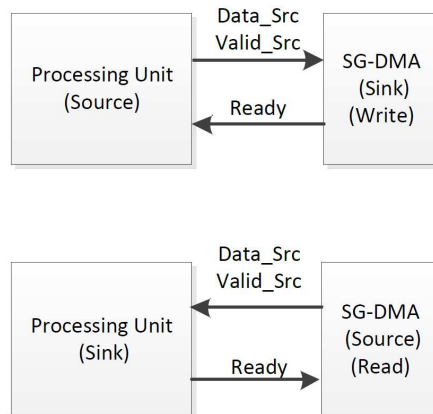 Data_Src
Valid_Src
Processing Unit
(Source)
SG-DMA
(Sink)
(Write)
Ready
Data_Src
Valid_Src
Processing Unit
(Sink)
SG-DMA
(Source)
(Read)
Ready